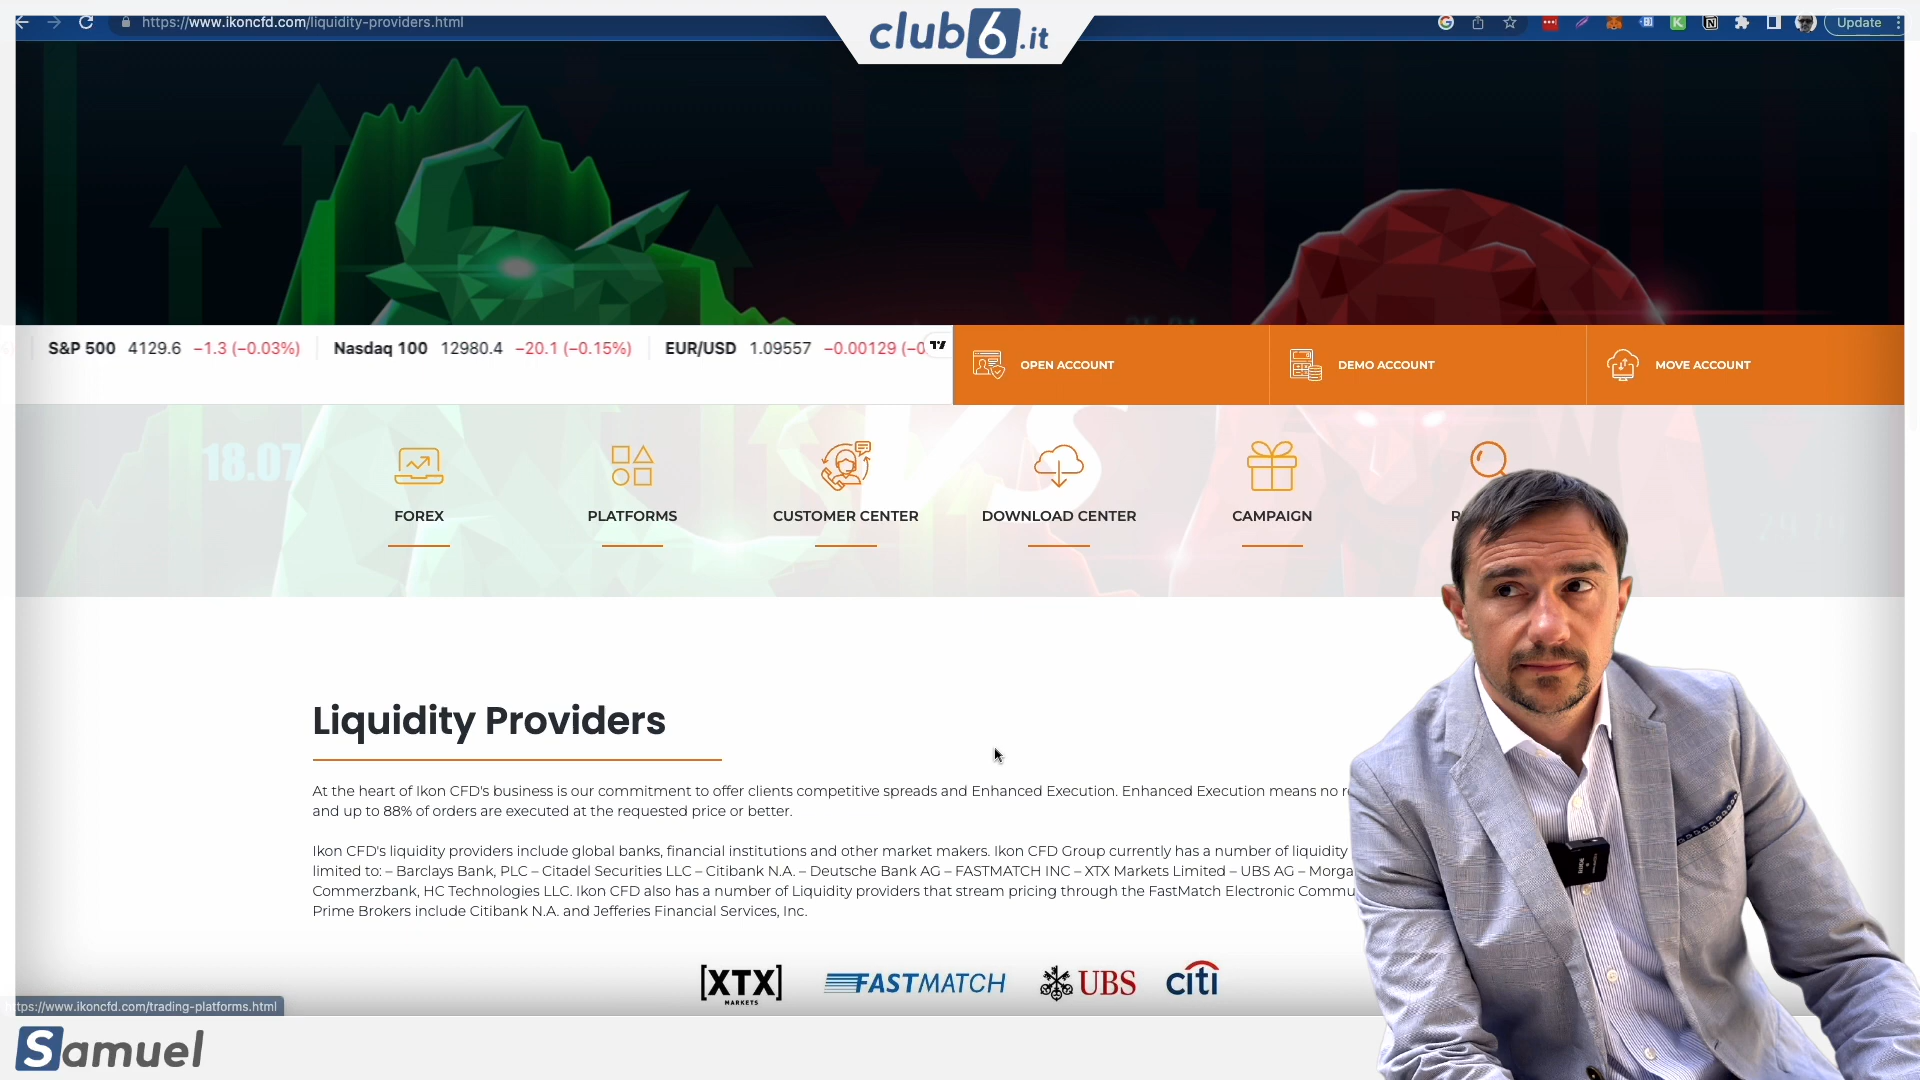 https://www.ikoncfd.com/liquidity-providers.html
club6.it
Update
S&P 500 4129.6 −1.3 (−0.03%) Nasdaq 100 12980.4 −20.1 (−0.15%) EUR/USD 1.09557 −0.00129 (−0
OPEN ACCOUNT
DEMO ACCOUNT
MOVE ACCOUNT
18.07
VS
FOREX
PLATFORMS
CUSTOMER CENTER
DOWNLOAD CENTER
CAMPAIGN
Liquidity Providers
At the heart of Ikon CFD's business is our commitment to offer clients competitive spreads and Enhanced Execution. Enhanced Execution means no
and up to 88% of orders are executed at the requested price or better.
Ikon CFD's liquidity providers include global banks, financial institutions and other market makers. Ikon CFD Group currently has a number of liquidity
limited to: – Barclays Bank, PLC – Citadel Securities LLC – Citibank N.A. – Deutsche Bank AG – FASTMATCH INC – XTX Markets Limited – UBS AG – Morga
Commerzbank, HC Technologies LLC. Ikon CFD also has a number of Liquidity providers that stream pricing through the FastMatch Electronic Commu
Prime Brokers include Citibank N.A. and Jefferies Financial Services, Inc.
[XTX]
MARKETS
FASTMATCH
UBS
citi
ttps://www.ikoncfd.com/trading-platforms.html
Samuel